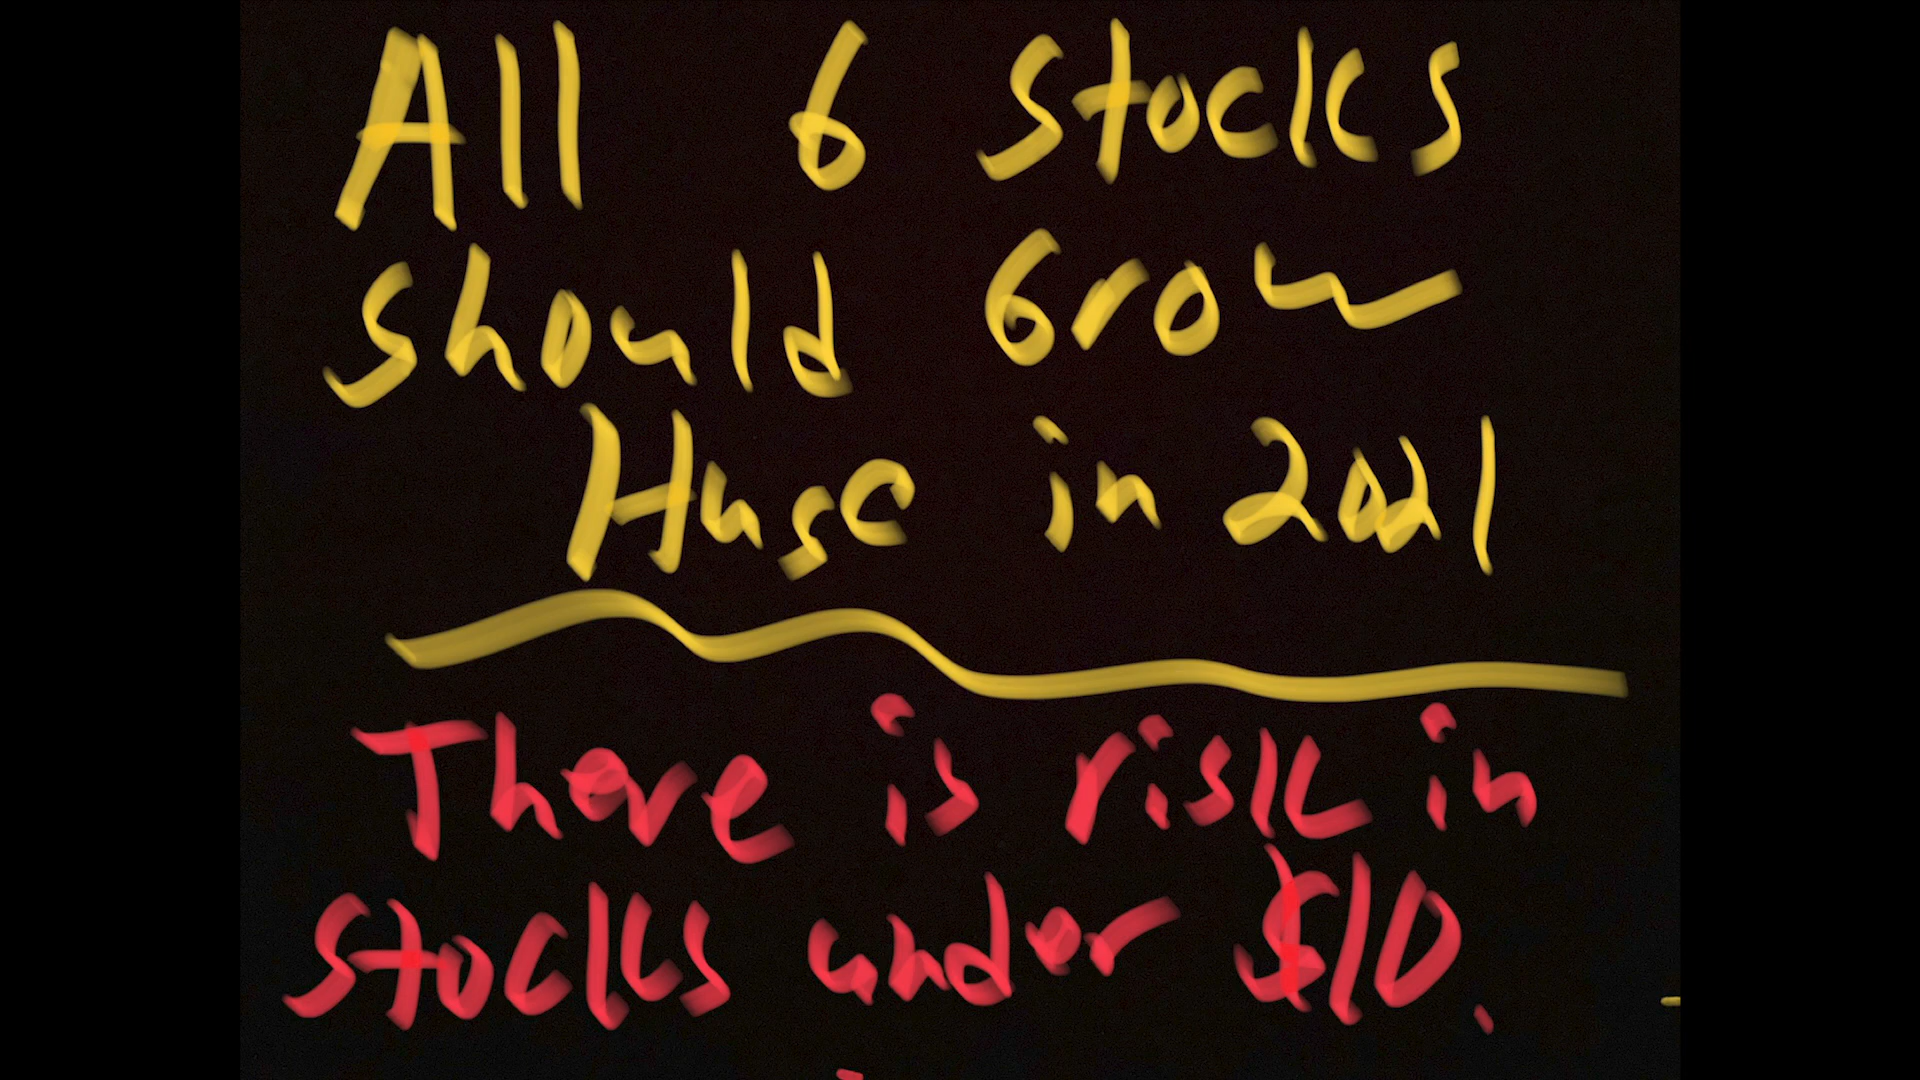 All 6 Stocks
should Grow
Huge in 2021
There is risk in
stocks under $10.